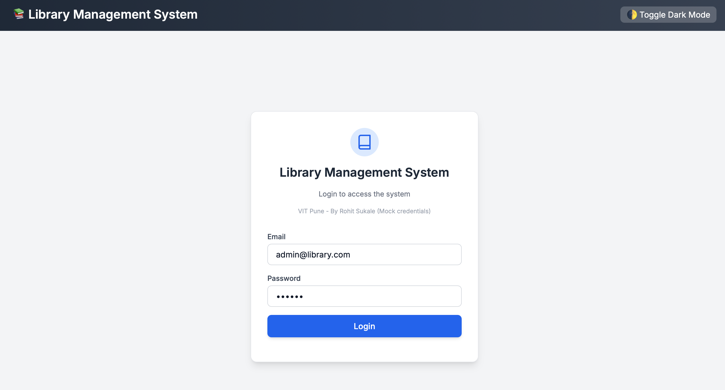 📚 Library Management System
🌓 Toggle Dark Mode
Library Management System
Login to access the system
VIT Pune - By Rohit Sukale (Mock credentials)
Email
admin@library.com
Password
••••••
Login